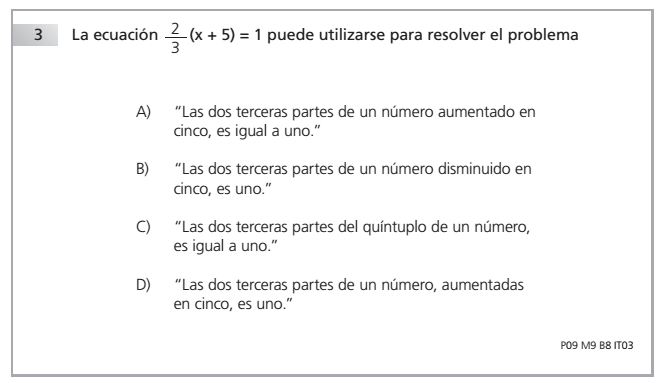 3 La ecuación 2/3 (x + 5) = 1 puede utilizarse para resolver el problema
A) “Las dos terceras partes de un número aumentado en
cinco, es igual a uno.”
B) “Las dos terceras partes de un número disminuido en
cinco, es uno.”
C) “Las dos terceras partes del quíntuplo de un número,
es igual a uno.”
D) “Las dos terceras partes de un número, aumentadas
en cinco, es uno.”
P09 M9 B8 IT03